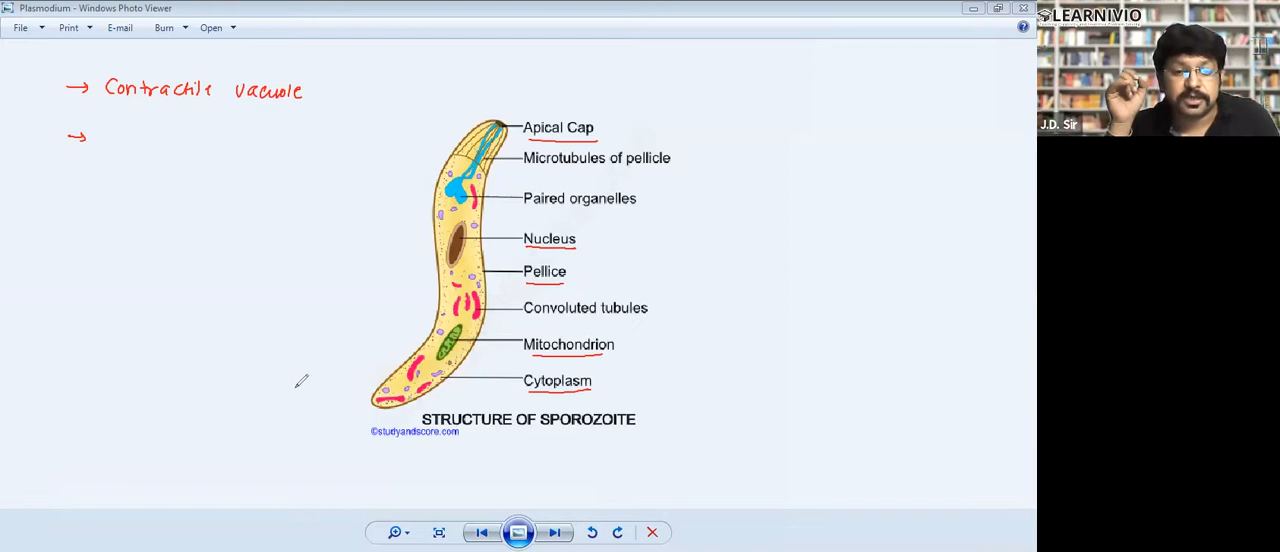 Plasmodium - Windows Photo Viewer
File Print E-mail Burn Open
LEARNIVIO
J.D. Sir
→ Contractile vacuole
→
Apical Cap
Microtubules of pellicle
Paired organelles
Nucleus
Pellice
Convoluted tubules
Mitochondrion
Cytoplasm
STRUCTURE OF SPOROZOITE
©studyandscore.com